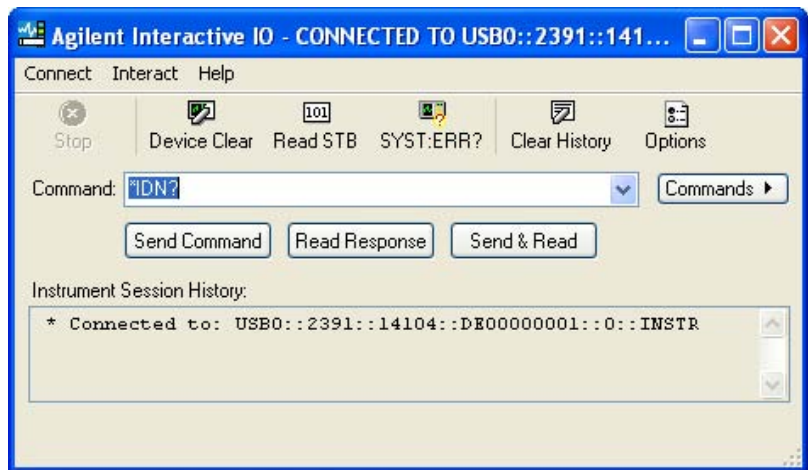 Agilent Interactive IO - CONNECTED TO USB0::2391::141...
Connect Interact Help
Stop Device Clear Read STB SYST:ERR? Clear History Options
Command: *IDN? Commands
Send Command Read Response Send & Read
Instrument Session History:
* Connected to: USB0::2391::14104::DE00000001::0::INSTR